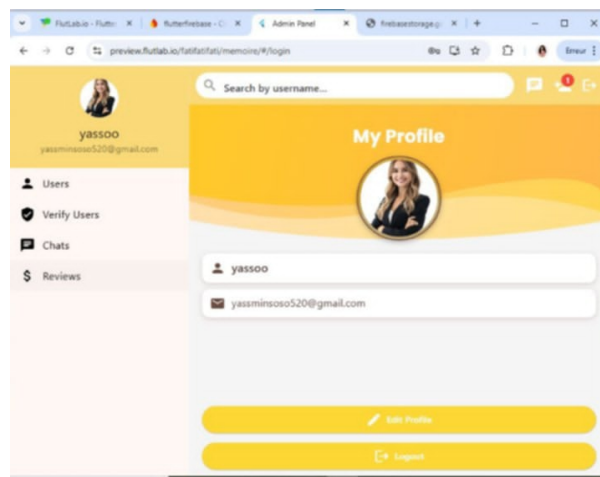 FlutLab.io - Flutte
flutterfirebase - C
Admin Panel
firebasestorage.g
preview.flutlab.io/fatifatifati/memoire/#/login
Erreur
Search by username...
1
yassoo
yassminsoso520@gmail.com
My Profile
Users
Verify Users
Chats
$ Reviews
yassoo
yassminsoso520@gmail.com
Edit Profile
Logout